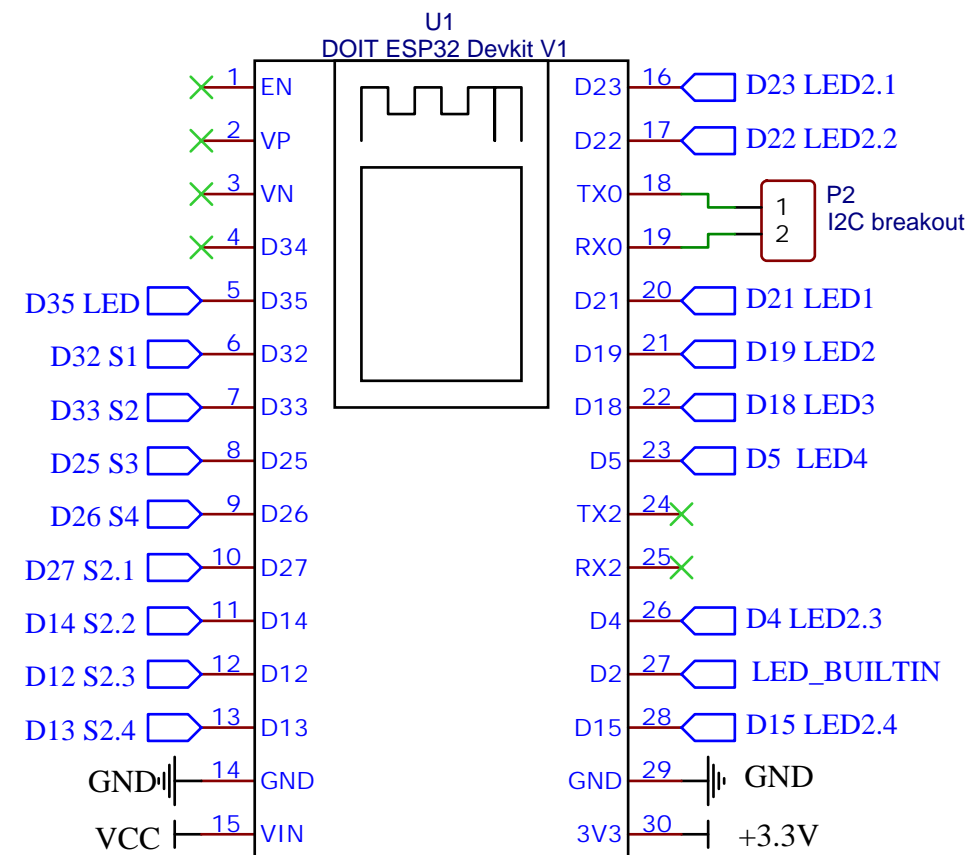 U1
DOIT ESP32 Devkit V1
1 EN D23 16 D23 LED2.1
2 VP D22 17 D22 LED2.2
3 VN TX0 18 1 P2
4 D34 RX0 19 2 I2C breakout
D35 LED 5 D35 D21 20 D21 LED1
D32 S1 6 D32 D19 21 D19 LED2
D33 S2 7 D33 D18 22 D18 LED3
D25 S3 8 D25 D5 23 D5 LED4
D26 S4 9 D26 TX2 24
D27 S2.1 10 D27 RX2 25
D14 S2.2 11 D14 D4 26 D4 LED2.3
D12 S2.3 12 D12 D2 27 LED_BUILTIN
D13 S2.4 13 D13 D15 28 D15 LED2.4
GND 14 GND GND 29 GND
VCC 15 VIN 3V3 30 +3.3V